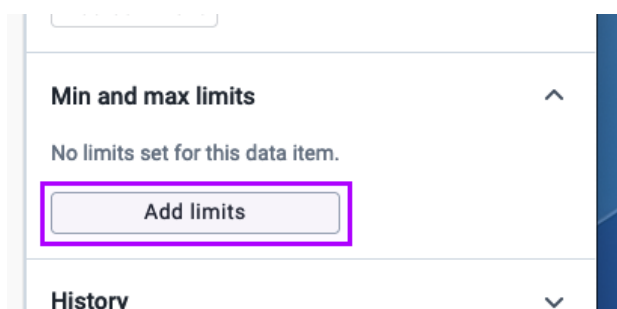 Min and max limits
No limits set for this data item.
Add limits
History